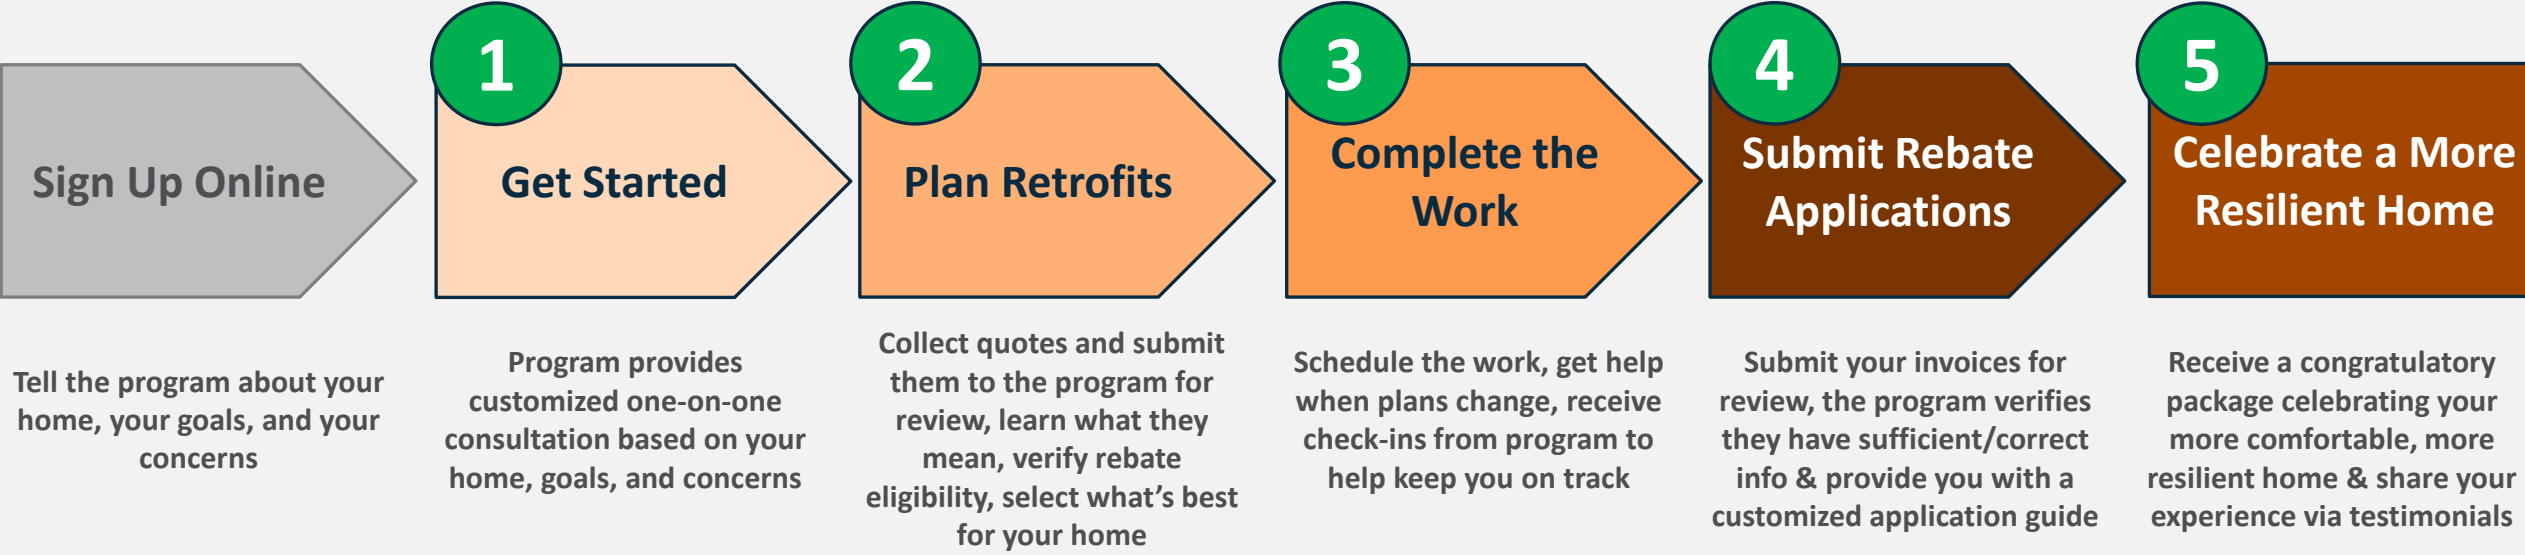 Sign Up Online
Tell the program about your
home, your goals, and your
concerns
1
Get Started
Program provides
customized one-on-one
consultation based on your
home, goals, and concerns
2
Plan Retrofits
Collect quotes and submit
them to the program for
review, learn what they
mean, verify rebate
eligibility, select what's best
for your home
3
Complete the
Work
Schedule the work, get help
when plans change, receive
check-ins from program to
help keep you on track
4
Submit Rebate
Applications
Submit your invoices for
review, the program verifies
they have sufficient/correct
info & provide you with a
customized application guide
5
Celebrate a More
Resilient Home
Receive a congratulatory
package celebrating your
more comfortable, more
resilient home & share your
experience via testimonials